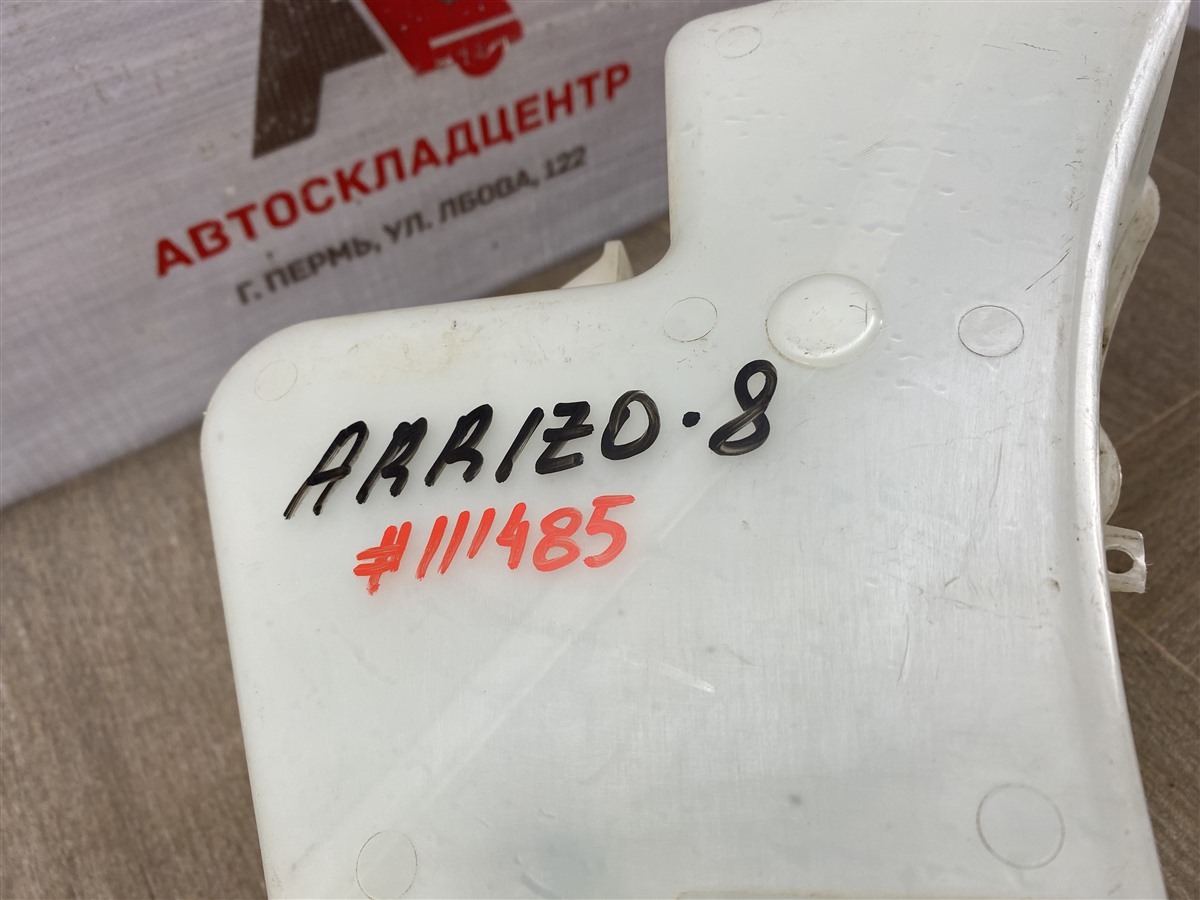 АВТОСКЛАДЦЕНТР
Г. ПЕРМЬ, УЛ. ЛБОВА, 122
ARRIZO-8
#111485